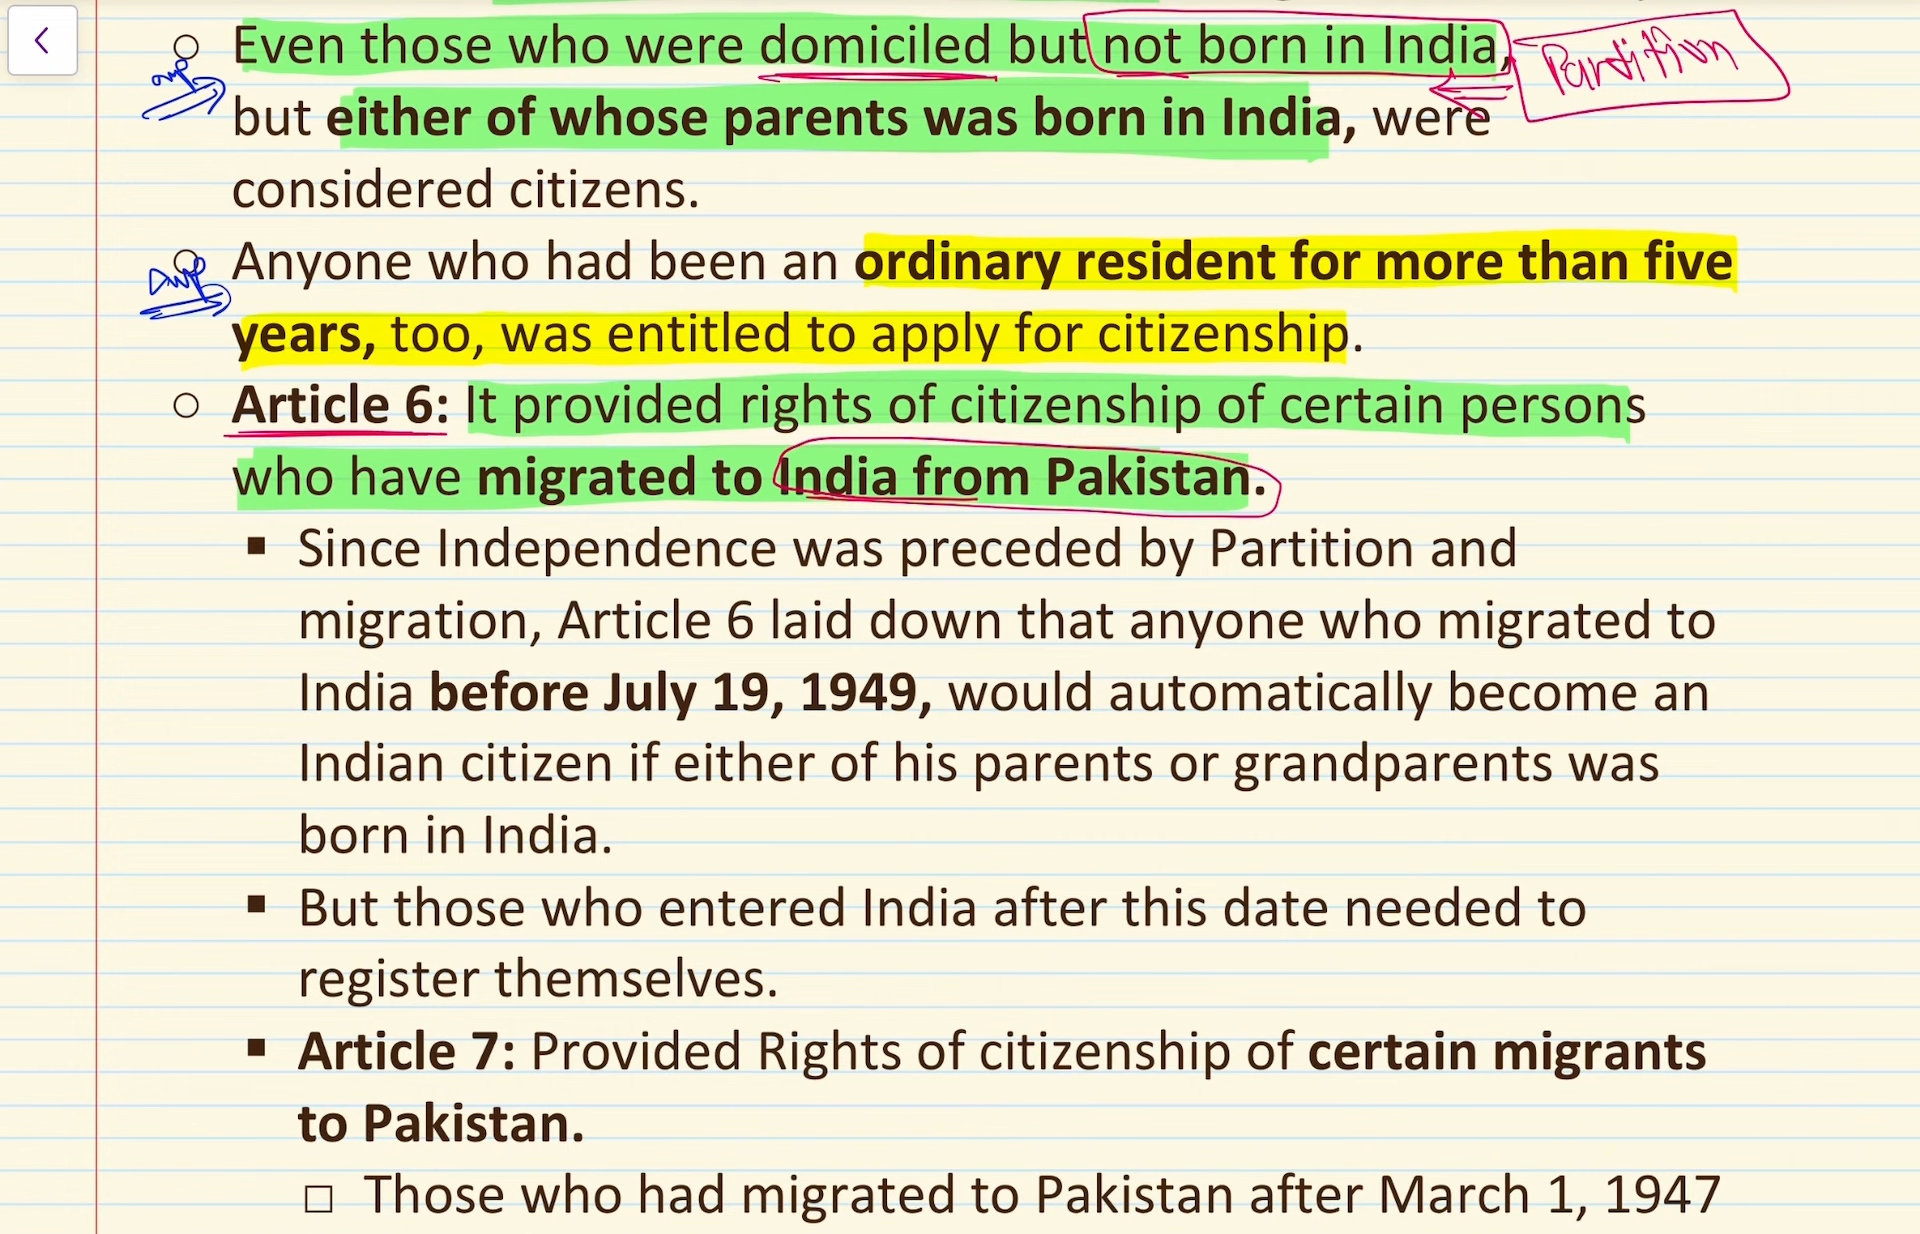 Even those who were domiciled but not born in India,
Partition
but either of whose parents was born in India, were
considered citizens.
Anyone who had been an ordinary resident for more than five
years, too, was entitled to apply for citizenship.
Article 6: It provided rights of citizenship of certain persons
who have migrated to India from Pakistan.
Since Independence was preceded by Partition and
migration, Article 6 laid down that anyone who migrated to
India before July 19, 1949, would automatically become an
Indian citizen if either of his parents or grandparents was
born in India.
But those who entered India after this date needed to
register themselves.
Article 7: Provided Rights of citizenship of certain migrants
to Pakistan.
Those who had migrated to Pakistan after March 1, 1947